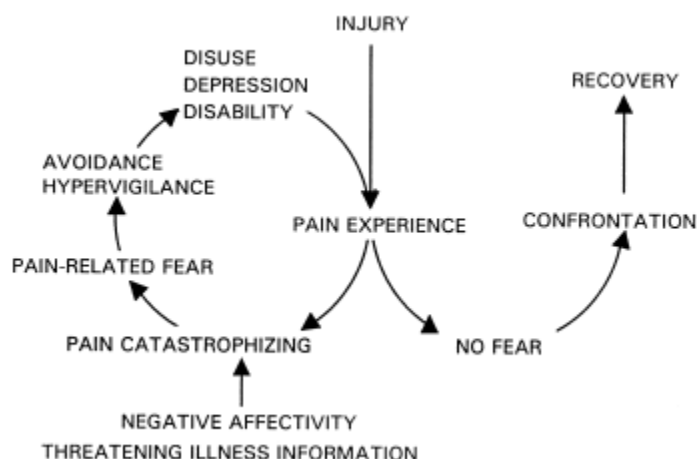 INJURY
DISUSE
DEPRESSION
DISABILITY
RECOVERY
AVOIDANCE
HYPERVIGILANCE
PAIN EXPERIENCE
CONFRONTATION
PAIN-RELATED FEAR
PAIN CATASTROPHIZING
NO FEAR
NEGATIVE AFFECTIVITY
THREATENING ILLNESS INFORMATION